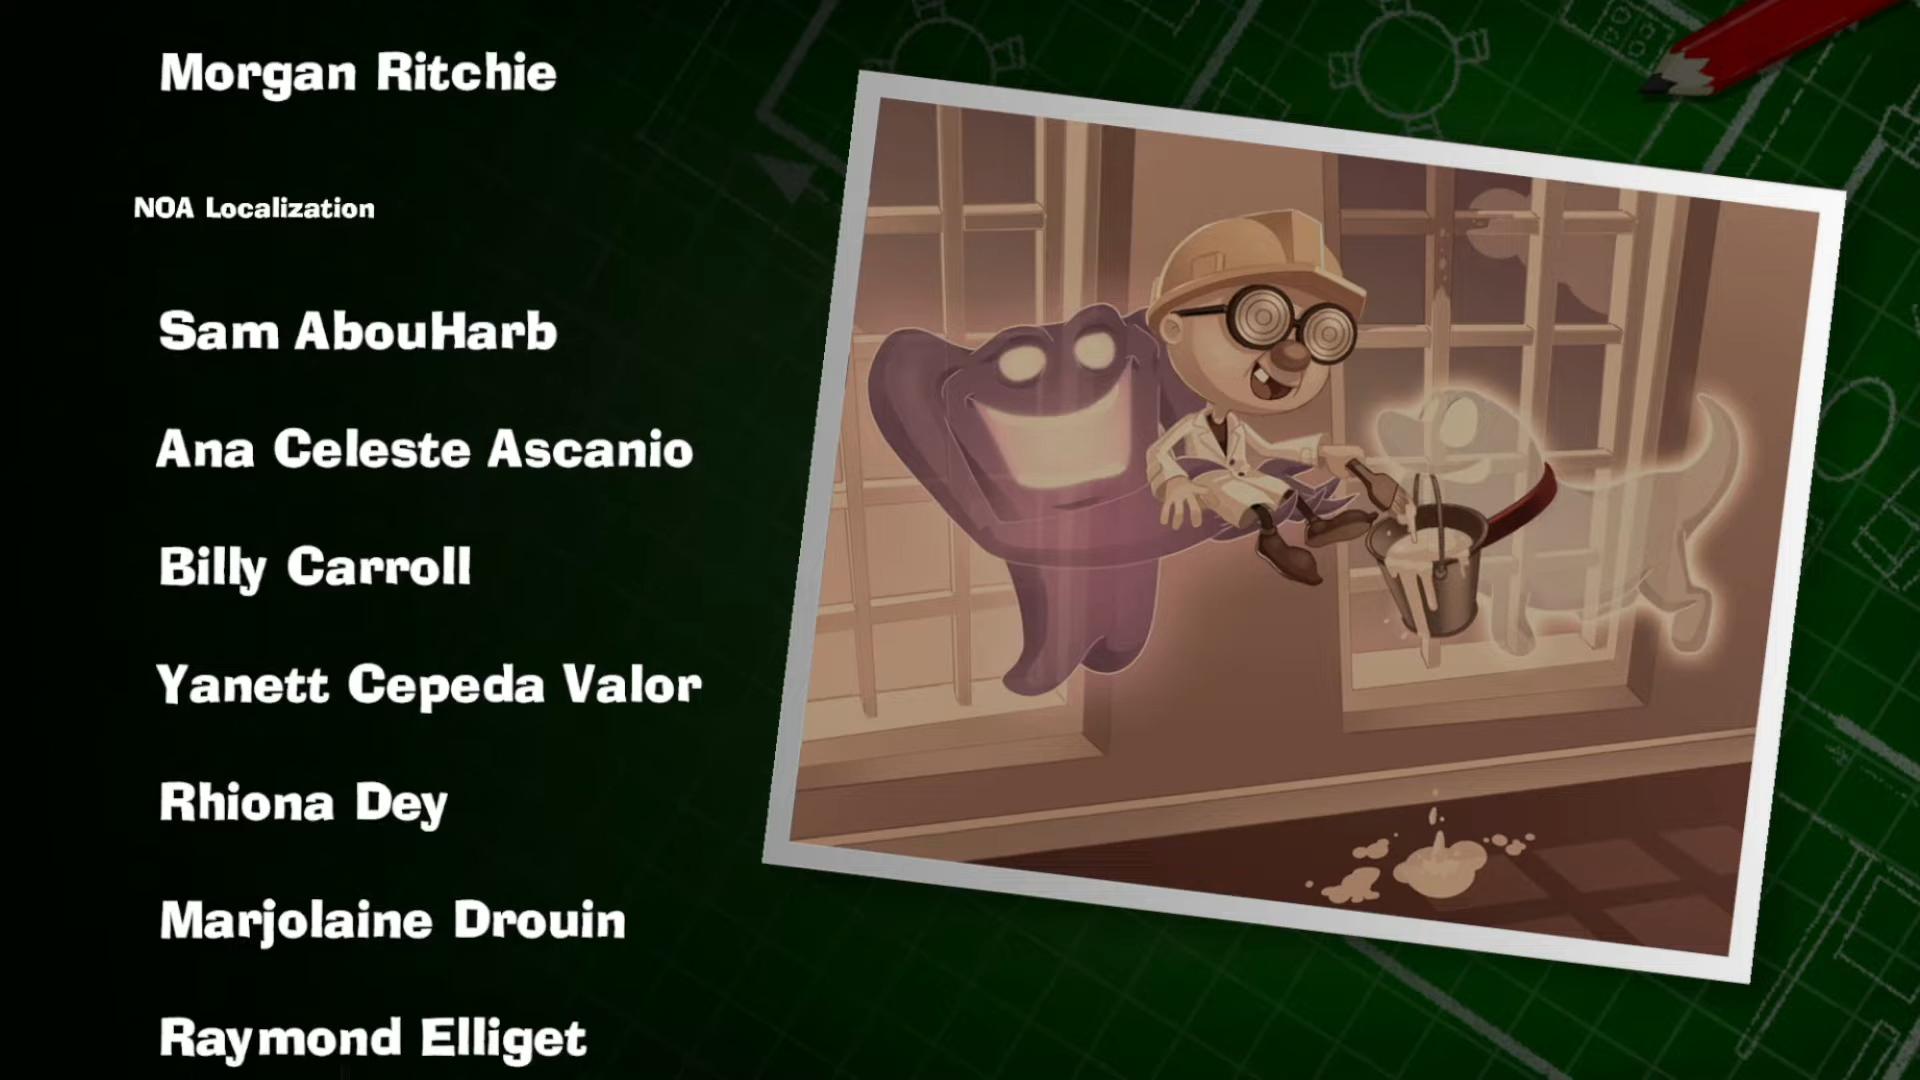 Morgan Ritchie
NOA Localization
Sam AbouHarb
Ana Celeste Ascanio
Billy Carroll
Yanett Cepeda Valor
Rhiona Dey
Marjolaine Drouin
Raymond Elliget